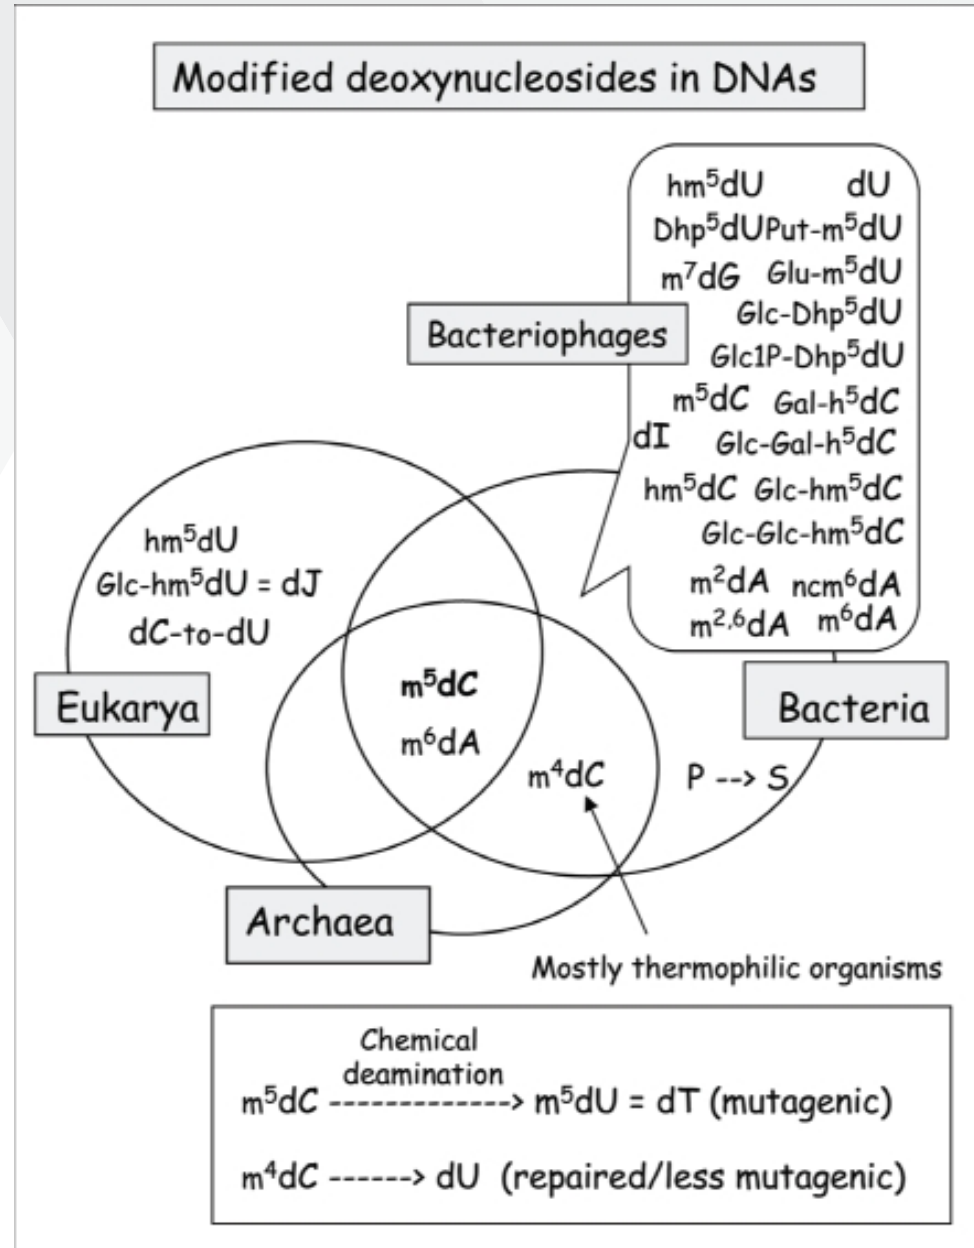 Modified deoxynucleosides in DNAs
hm⁵dU dU
Dhp⁵dU Put-m⁵dU
m⁷dG Glu-m⁵dU
Glc-Dhp⁵dU
Bacteriophages
Glc1P-Dhp⁵dU
m⁵dC Gal-h⁵dC
dI Glc-Gal-h⁵dC
hm⁵dC Glc-hm⁵dC
Glc-Glc-hm⁵dC
m²dA ncm⁶dA
m²,⁶dA m⁶dA
hm⁵dU
Glc-hm⁵dU = dJ
dC-to-dU
Eukarya
m⁵dC
m⁶dA
m⁴dC
Bacteria
P --> S
Archaea
Mostly thermophilic organisms
Chemical
deamination
m⁵dC -------------> m⁵dU = dT (mutagenic)
m⁴dC ------> dU (repaired/less mutagenic)